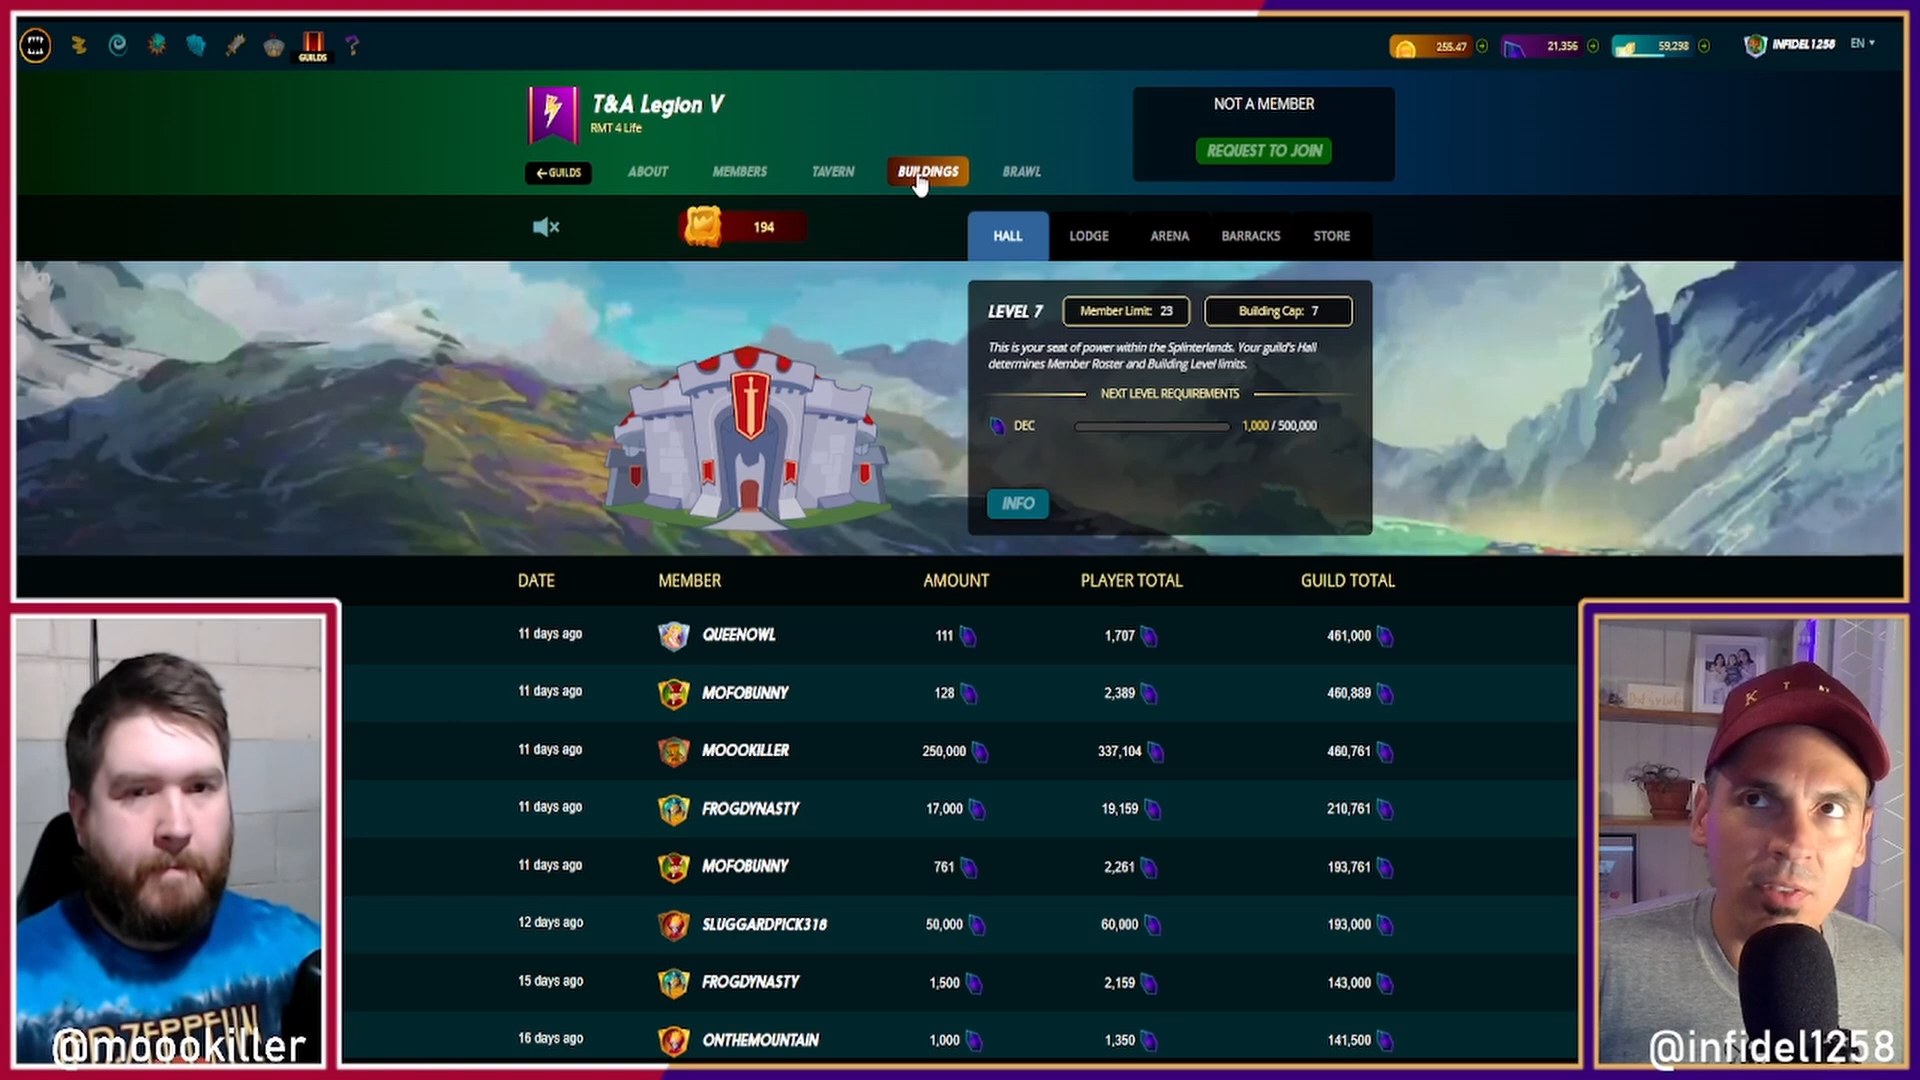 GUILDS
255.47
21,356
59,298
INFIDEL1258
EN
T&A Legion V
RMT 4 Life
NOT A MEMBER
REQUEST TO JOIN
←GUILDS
ABOUT
MEMBERS
TAVERN
BUILDINGS
BRAWL
194
HALL
LODGE
ARENA
BARRACKS
STORE
LEVEL 7
Member Limit: 23
Building Cap: 7
This is your seat of power within the Splinterlands. Your guild's Hall
determines Member Roster and Building Level limits.
NEXT LEVEL REQUIREMENTS
DEC
1,000 / 500,000
INFO
DATE MEMBER AMOUNT PLAYER TOTAL GUILD TOTAL
11 days ago QUEENOWL 111 1,707 461,000
11 days ago MOFOBUNNY 128 2,389 460,889
11 days ago MOOOKILLER 250,000 337,104 460,761
11 days ago FROGDYNASTY 17,000 19,159 210,761
11 days ago MOFOBUNNY 761 2,261 193,761
12 days ago SLUGGARDPICK318 50,000 60,000 193,000
15 days ago FROGDYNASTY 1,500 2,159 143,000
16 days ago ONTHEMOUNTAIN 1,000 1,350 141,500
@moookiller
@infidel1258